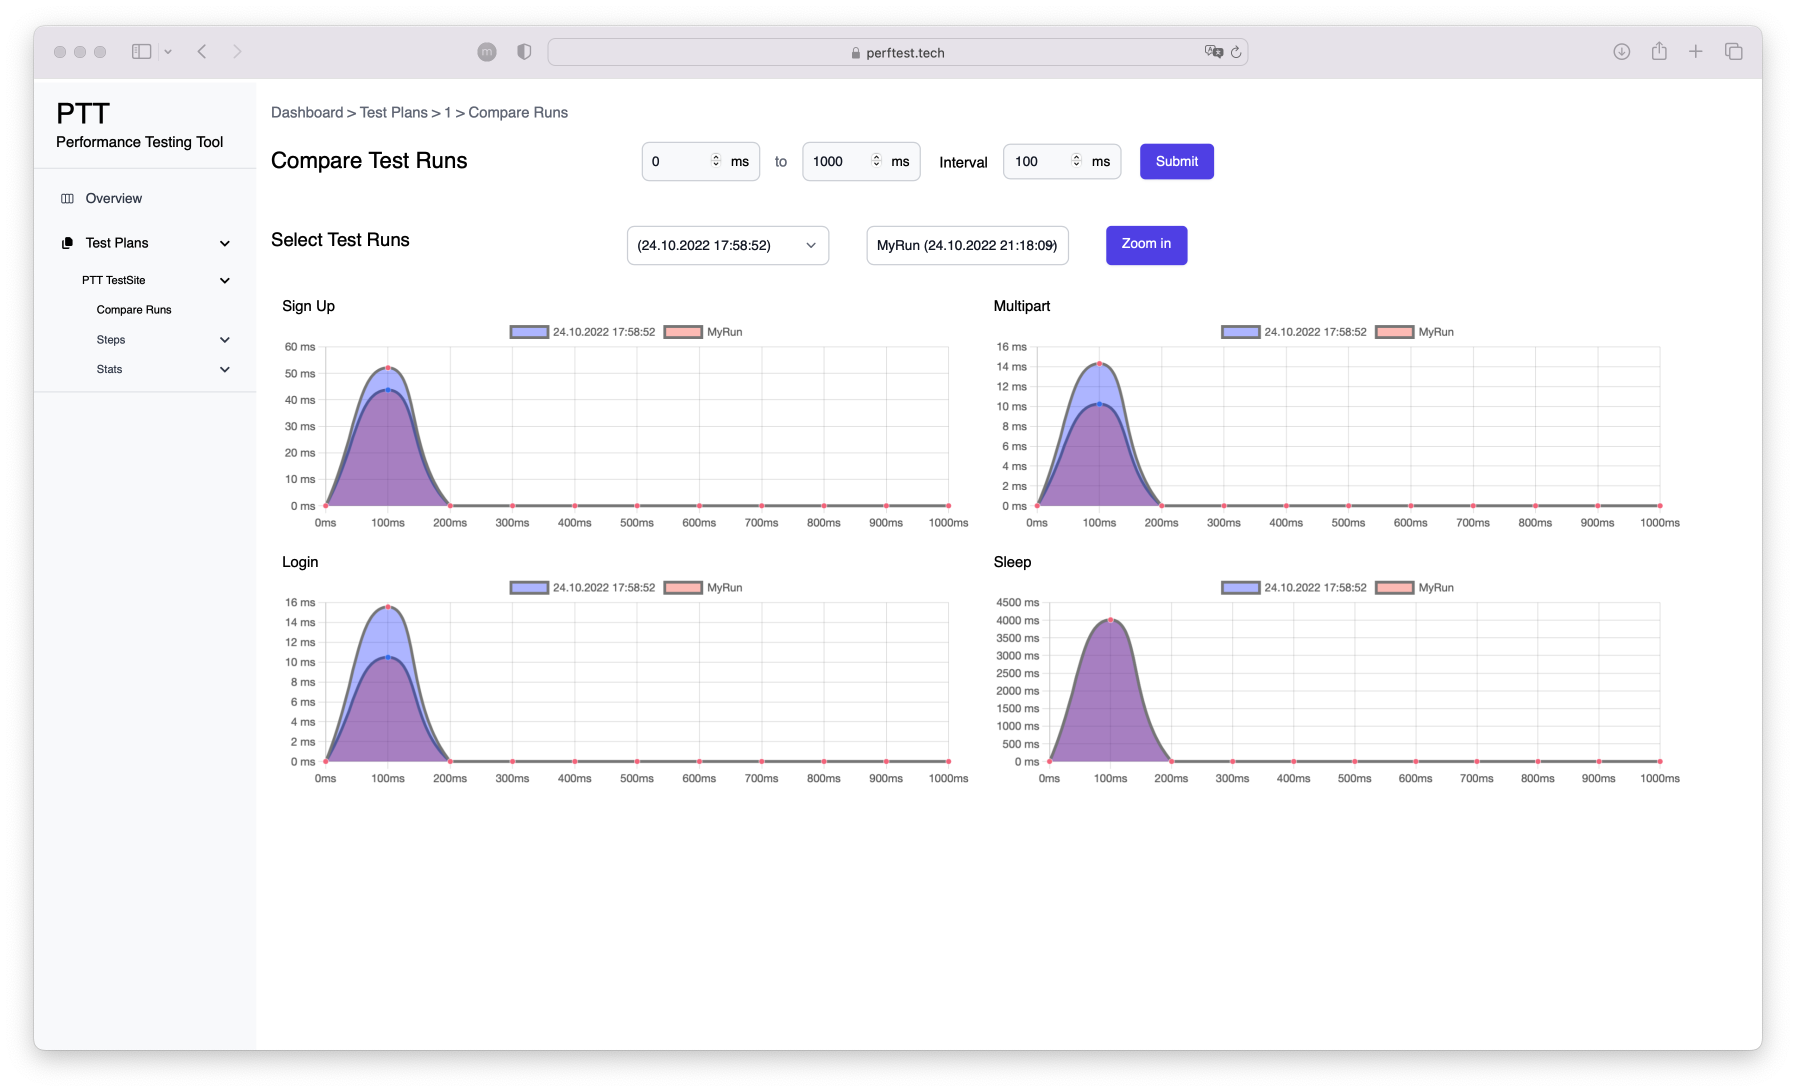 m
perftest.tech
PTT
Performance Testing Tool
Overview
Test Plans
PTT TestSite
Compare Runs
Steps
Stats
Dashboard > Test Plans > 1 > Compare Runs
Compare Test Runs
0 ms to 1000 ms Interval 100 ms Submit
Select Test Runs
(24.10.2022 17:58:52) MyRun (24.10.2022 21:18:09) Zoom in
Sign Up
24.10.2022 17:58:52 MyRun
60 ms
50 ms
40 ms
30 ms
20 ms
10 ms
0 ms
0ms 100ms 200ms 300ms 400ms 500ms 600ms 700ms 800ms 900ms 1000ms
Multipart
24.10.2022 17:58:52 MyRun
16 ms
14 ms
12 ms
10 ms
8 ms
6 ms
4 ms
2 ms
0 ms
0ms 100ms 200ms 300ms 400ms 500ms 600ms 700ms 800ms 900ms 1000ms
Login
24.10.2022 17:58:52 MyRun
16 ms
14 ms
12 ms
10 ms
8 ms
6 ms
4 ms
2 ms
0 ms
0ms 100ms 200ms 300ms 400ms 500ms 600ms 700ms 800ms 900ms 1000ms
Sleep
24.10.2022 17:58:52 MyRun
4500 ms
4000 ms
3500 ms
3000 ms
2500 ms
2000 ms
1500 ms
1000 ms
500 ms
0 ms
0ms 100ms 200ms 300ms 400ms 500ms 600ms 700ms 800ms 900ms 1000ms